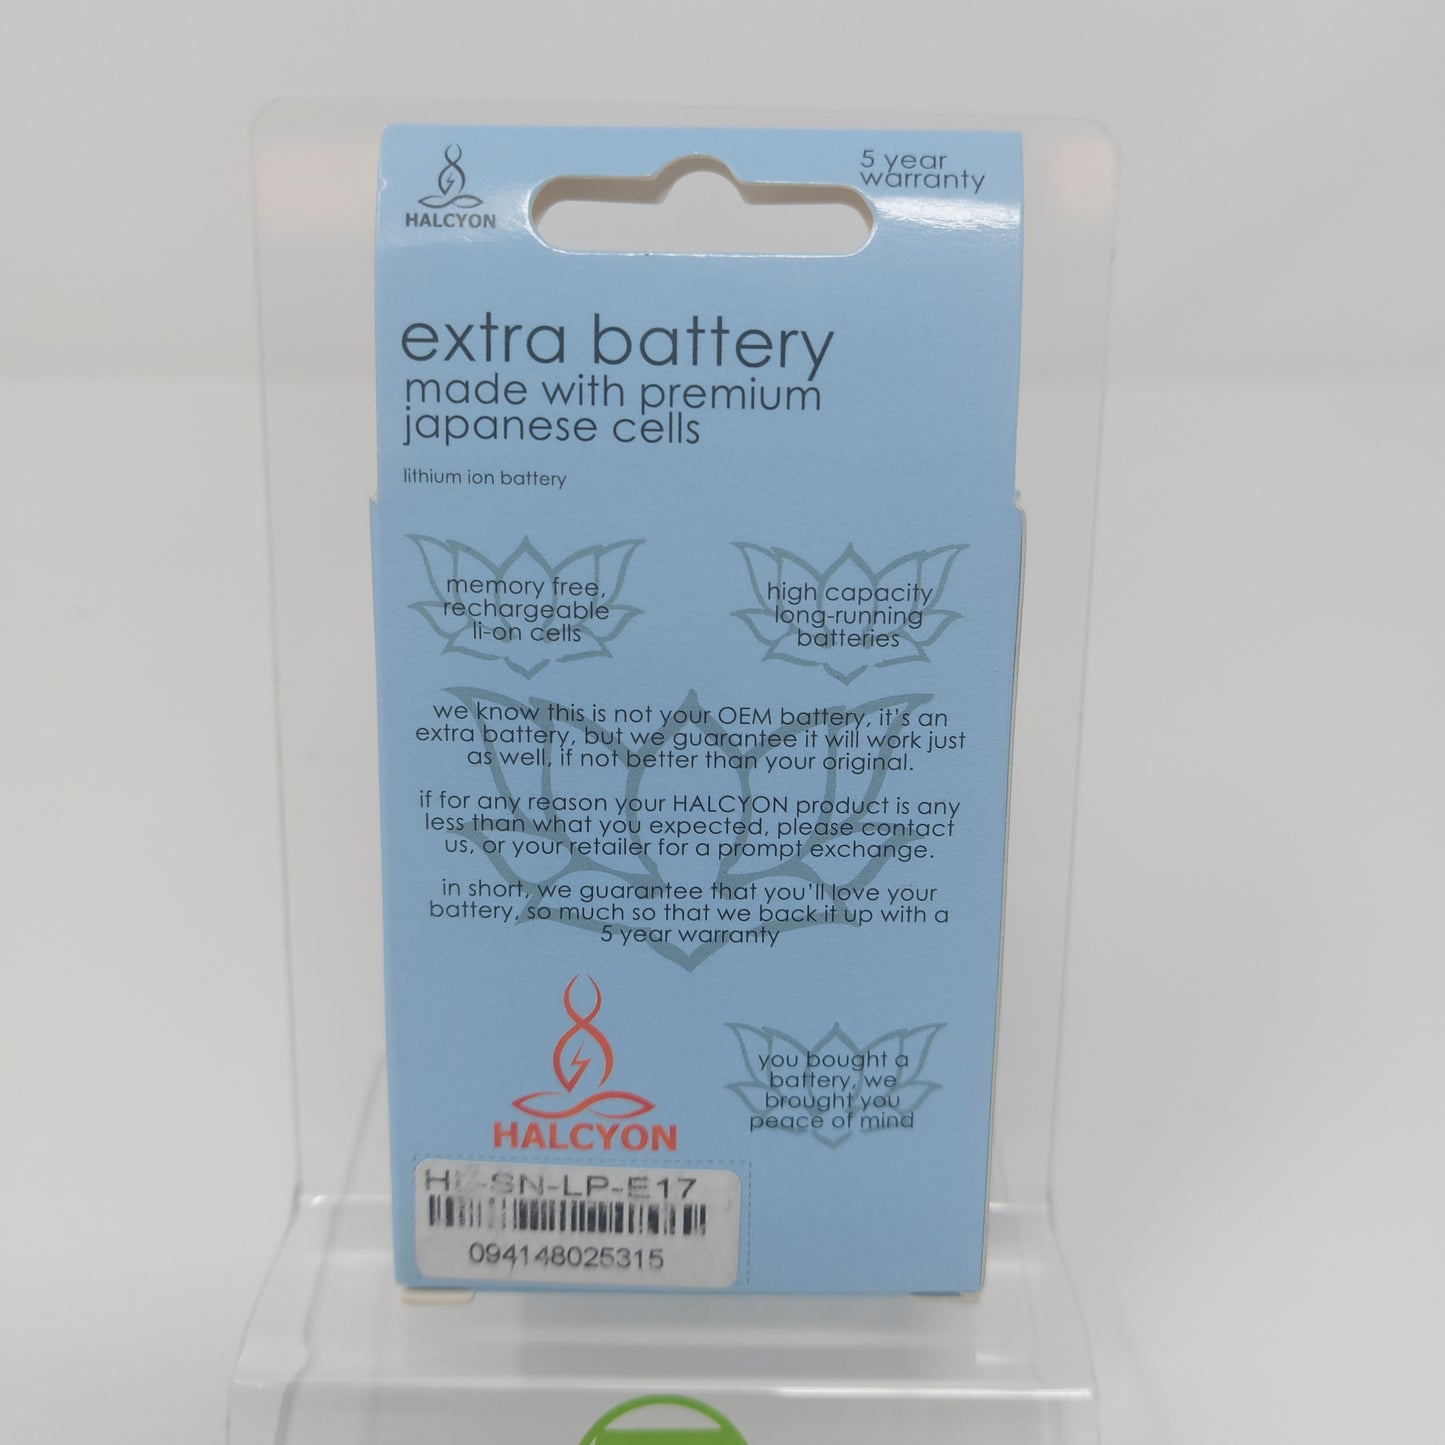 HALCYON
5 year
warranty
extra battery
made with premium
japanese cells
lithium ion battery
memory free,
rechargeable
li-on cells
high capacity
long-running
batteries
we know this is not your OEM battery, it's an
extra battery, but we guarantee it will work just
as well, if not better than your original.
if for any reason your HALCYON product is any
less than what you expected, please contact
us, or your retailer for a prompt exchange.
in short, we guarantee that you'll love your
battery, so much so that we back it up with a
5 year warranty
HALCYON
you bought a
battery, we
brought you
peace of mind
094148025315